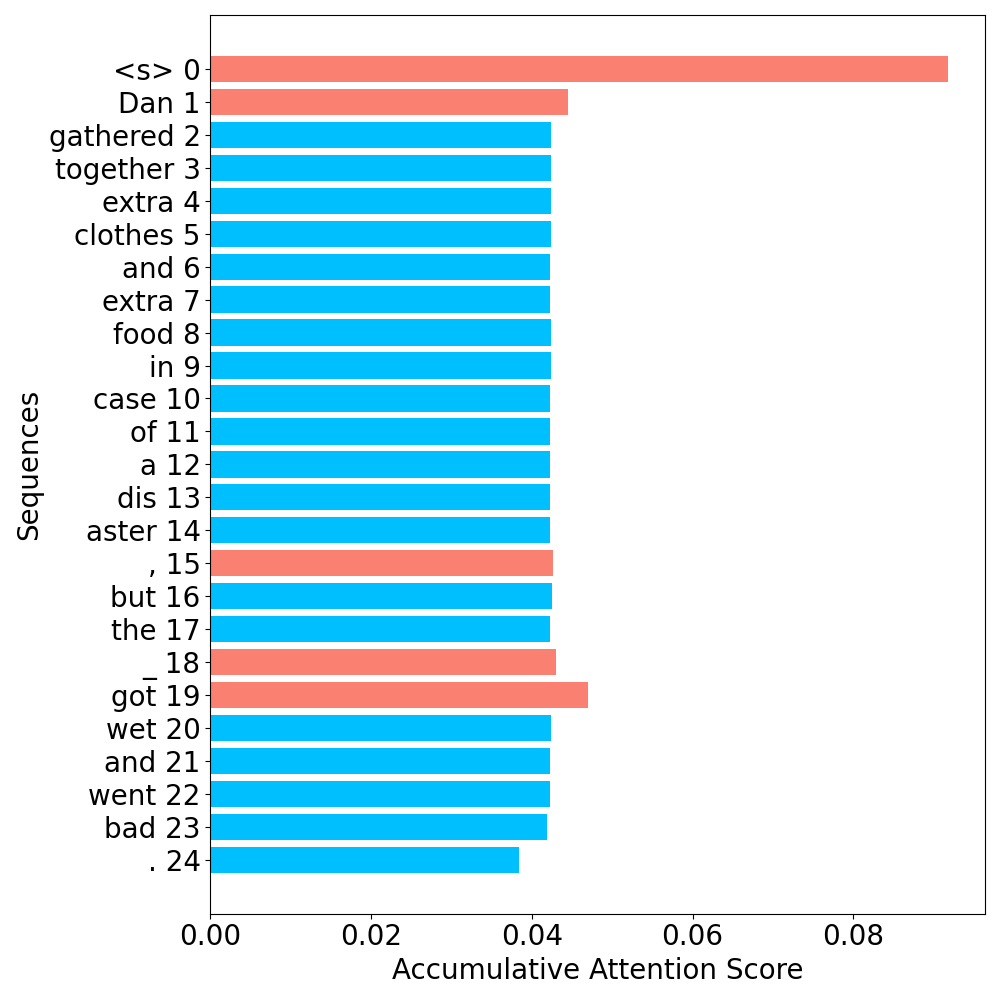 <s> 0
Dan 1
gathered 2
together 3
extra 4
clothes 5
and 6
extra 7
food 8
in 9
case 10
of 11
a 12
dis 13
aster 14
, 15
but 16
the 17
_ 18
got 19
wet 20
and 21
went 22
bad 23
. 24
Sequences
0.00 0.02 0.04 0.06 0.08
Accumulative Attention Score